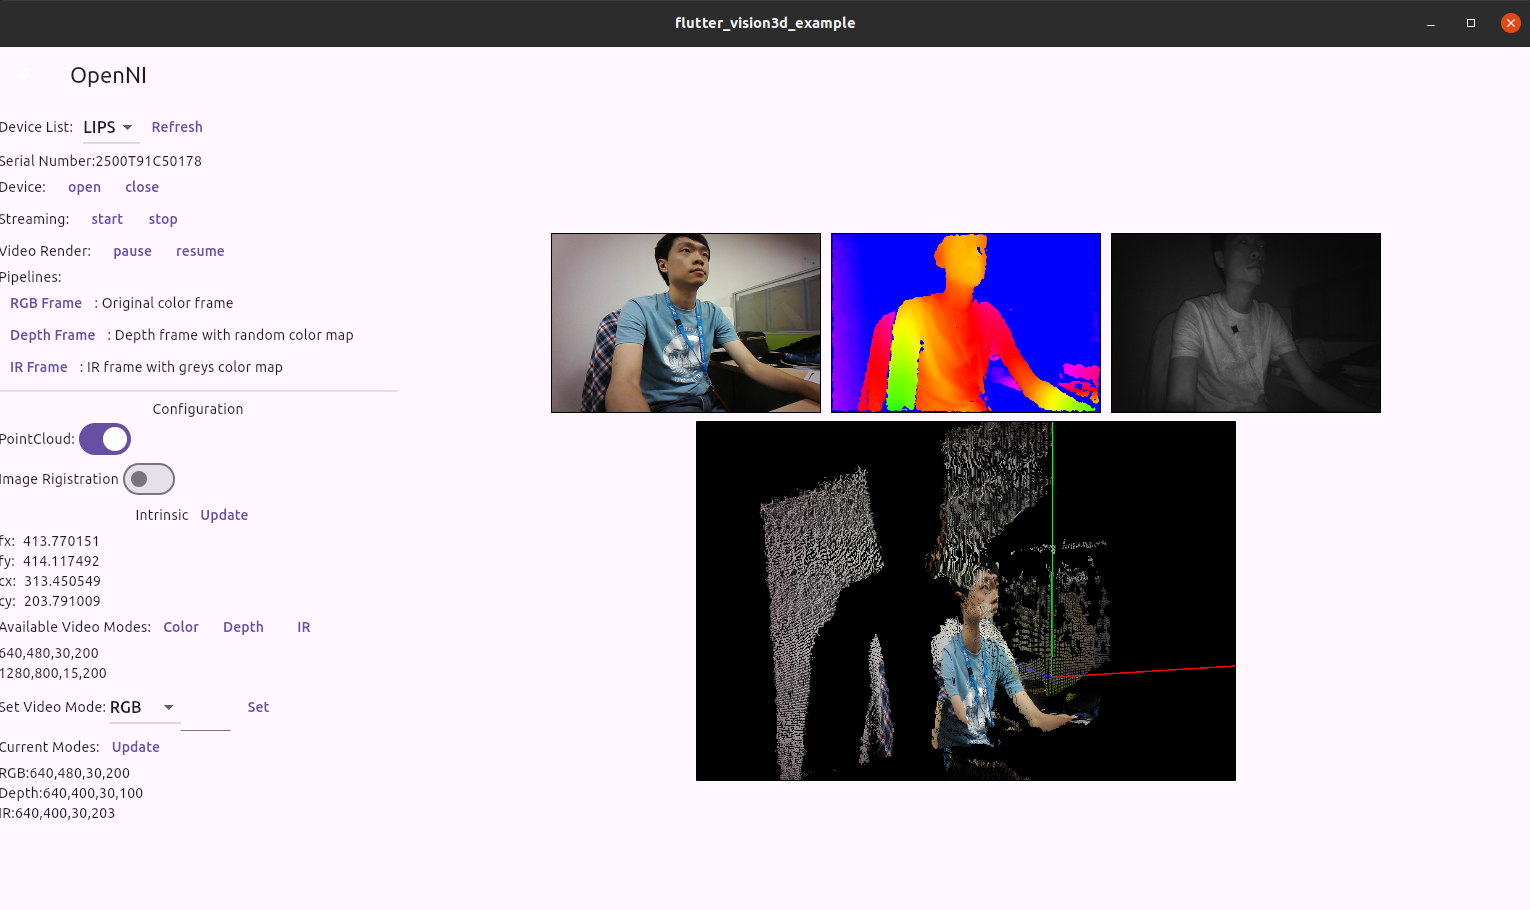 flutter_vision3d_example
OpenNI
Device List: LIPS Refresh
Serial Number:2500T91C50178
Device: open close
Streaming: start stop
Video Render: pause resume
Pipelines:
RGB Frame : Original color frame
Depth Frame : Depth frame with random color map
IR Frame : IR frame with greys color map
Configuration
PointCloud:
Image Rigistration
Intrinsic Update
fx: 413.770151
fy: 414.117492
cx: 313.450549
cy: 203.791009
Available Video Modes: Color Depth IR
640,480,30,200
1280,800,15,200
Set Video Mode: RGB Set
Current Modes: Update
RGB:640,480,30,200
Depth:640,400,30,100
IR:640,400,30,203